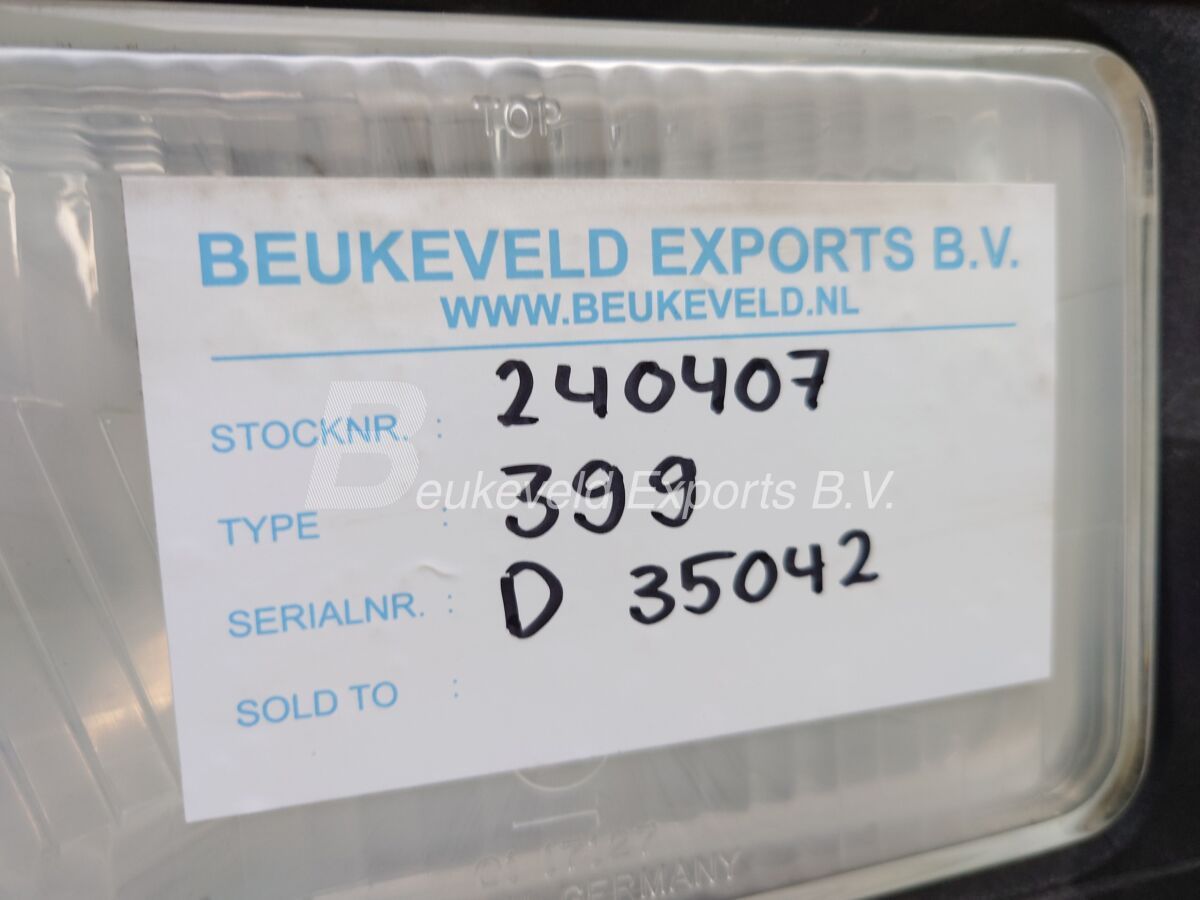 TOP
BEUKEVELD EXPORTS B.V.
WWW.BEUKEVELD.NL
STOCKNR. : 240407
Beukeveld Exports B.V.
TYPE : 399
SERIALNR. : D 35042
SOLD TO :
GERMANY